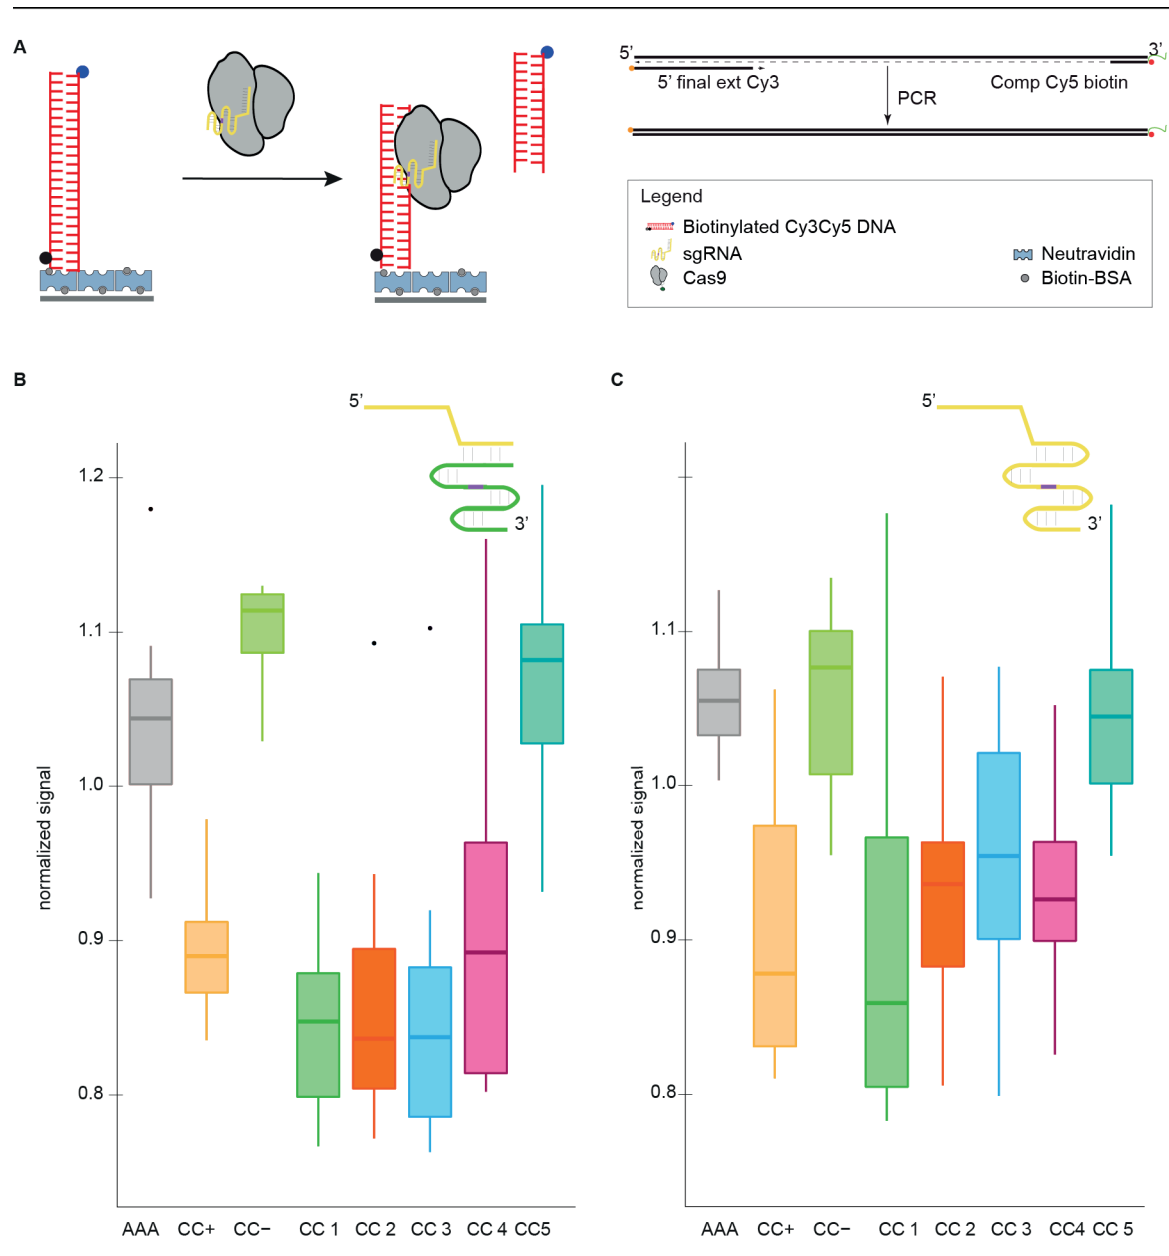 A
5’
3’
5’ final ext Cy3
Comp Cy5 biotin
PCR
Legend
Biotinylated Cy3Cy5 DNA
sgRNA
Cas9
Neutravidin
Biotin-BSA
B
5’
3’
1.2
1.1
1.0
0.9
0.8
normalized signal
AAA CC+ CC− CC 1 CC 2 CC 3 CC 4 CC5
C
5’
3’
1.1
1.0
0.9
0.8
normalized signal
AAA CC+ CC− CC 1 CC 2 CC 3 CC4 CC 5